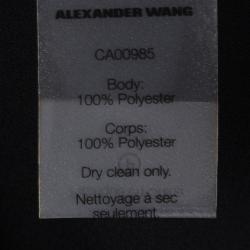 ALEXANDER WANG
CA00985
Body:
100% Polyester
Corps:
100% Polyester
Dry clean only.
Nettoyage à sec
seulement.